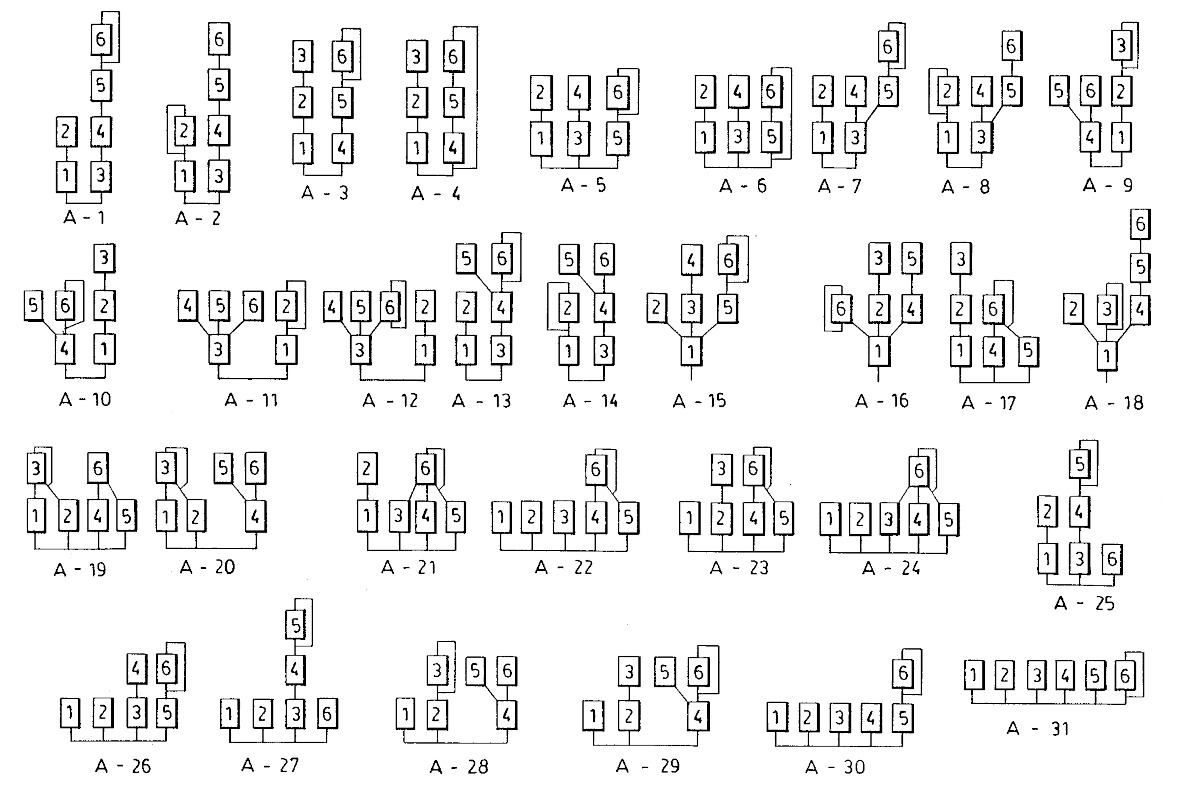 6 6
5 5
2 4 2 4
1 3 1 3
A - 1 A - 2
3 6 3 6
2 5 2 5
1 4 1 4
A - 3 A - 4
2 4 6 2 4 6
1 3 5 1 3 5
A - 5 A - 6
6 6 3
2 4 5 2 4 5 5 6 2
1 3 1 3 4 1
A - 7 A - 8 A - 9
3
5 6 2
4 1
A - 10
4 5 6 2 4 5 6 2
3 1 3 1
A - 11 A - 12
5 6 5 6
2 4 2 4
1 3 1 3
A - 13 A - 14
4 6
2 3 5
1
A - 15
3 5 3
6 2 4 2 6
1 1 4 5
A - 16 A - 17
6
5
2 3 4
1
A - 18
3 6 3 5 6
1 2 4 5 1 2 4
A - 19 A - 20
2 6 6
1 3 4 5 1 2 3 4 5
A - 21 A - 22
3 6 6
1 2 4 5 1 2 3 4 5
A - 23 A - 24
5
2 4
1 3 6
A - 25
4 6
1 2 3 5
A - 26
5
4
1 2 3 6
A - 27
3 5 6 3 5 6
1 2 4 1 2 4
A - 28 A - 29
6
1 2 3 4 5
A - 30
1 2 3 4 5 6
A - 31